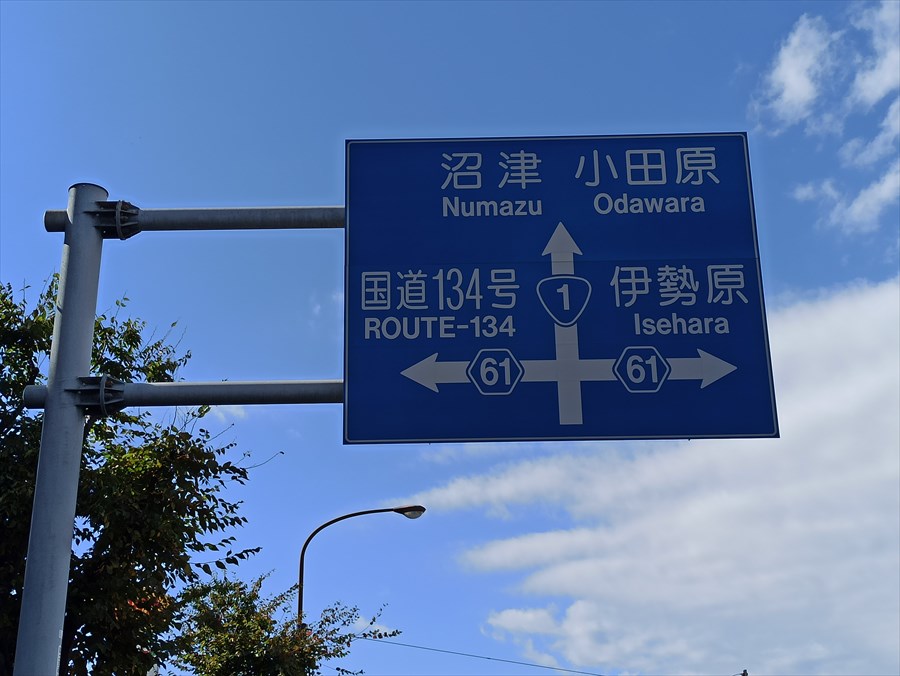 沼津 小田原
Numazu Odawara
国道134号
ROUTE-134
1
伊勢原
Isehara
61
61